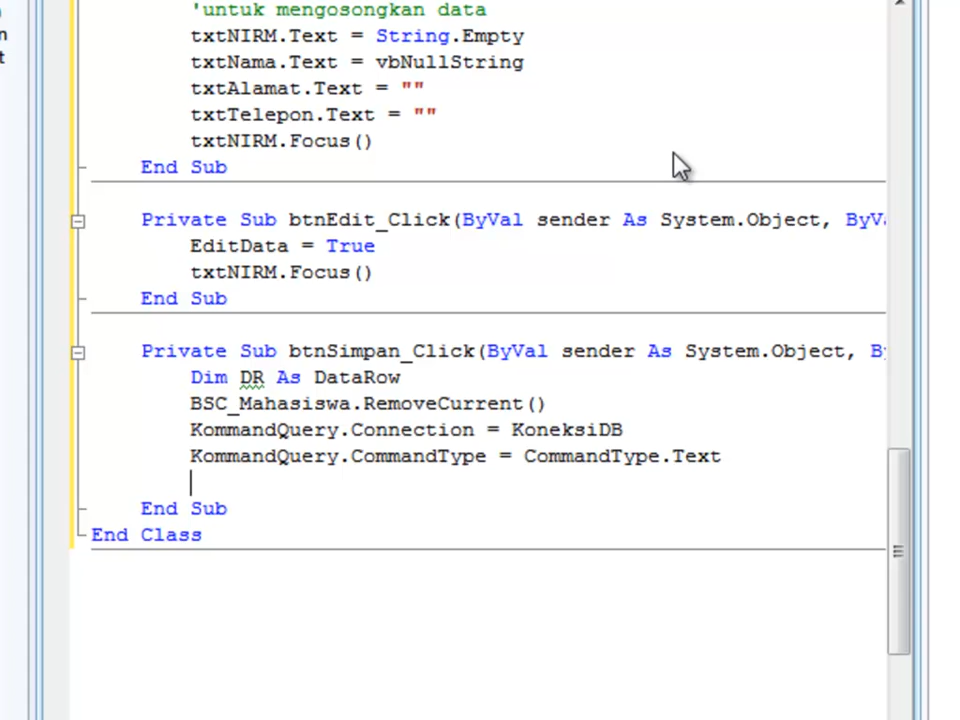 'untuk mengosongkan data
txtNIRM.Text = String.Empty
txtNama.Text = vbNullString
txtAlamat.Text = ""
txtTelepon.Text = ""
txtNIRM.Focus()
End Sub
Private Sub btnEdit_Click(ByVal sender As System.Object, ByVa
EditData = True
txtNIRM.Focus()
End Sub
Private Sub btnSimpan_Click(ByVal sender As System.Object, B
Dim DR As DataRow
BSC_Mahasiswa.RemoveCurrent()
KommandQuery.Connection = KoneksiDB
KommandQuery.CommandType = CommandType.Text
End Sub
End Class